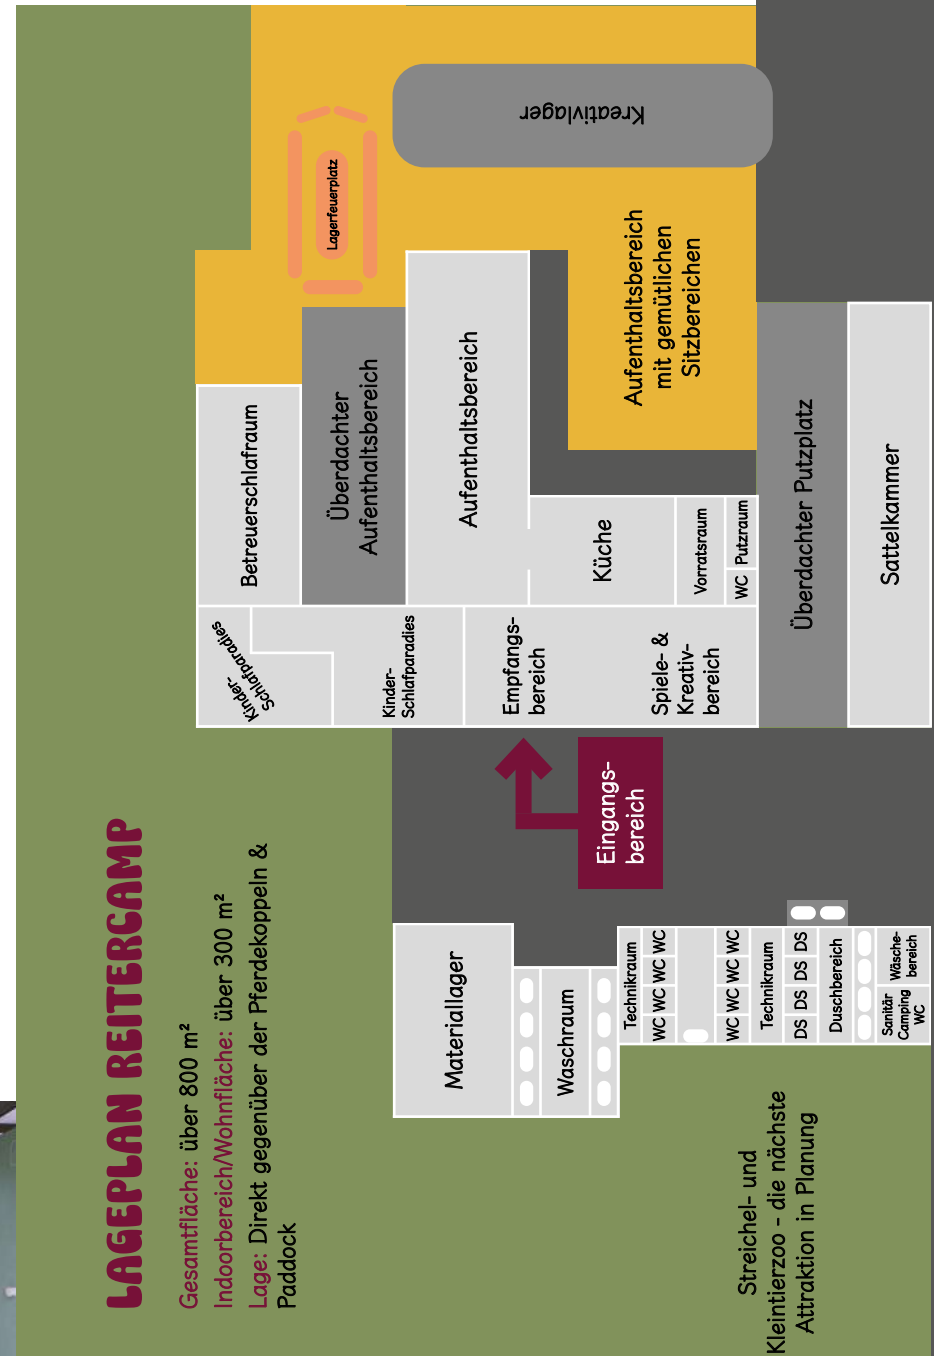 LAGEPLAN REITERCAMP
Gesamtfläche: über 800 m²
Indoorbereich/Wohnfläche: über 300 m²
Lage: Direkt gegenüber der Pferdekoppeln &
Paddock
Kinder-
Schlafparadies
Betreuerschlafraum
Lagerfeuerplatz
Überdachter
Aufenthaltsbereich
Kinder-
Schlafparadies
Aufenthaltsbereich
Kreativlager
Materiallager
Empfangs-
bereich
Waschraum
Eingangs-
bereich
Küche
Aufenthaltsbereich
mit gemütlichen
Sitzbereichen
Technikraum
WC WC WC WC
Spiele- &
Kreativ-
bereich
Vorratsraum
WC WC WC WC
WC
Putzraum
Technikraum
DS DS DS DS
Duschbereich
Überdachter Putzplatz
Sanitär
Camping
WC
Wäsche-
bereich
Sattelkammer
Streichel- und
Kleintierzoo - die nächste
Attraktion in Planung